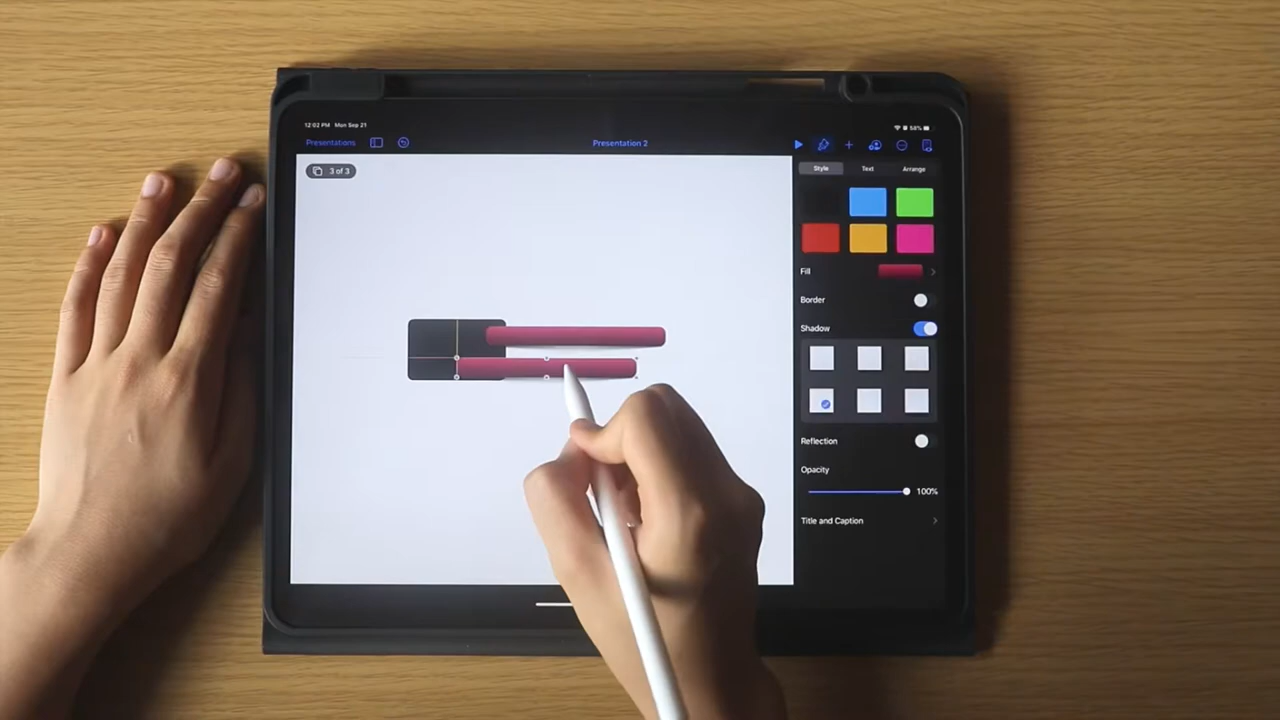 12:02 PM Mon Sep 21
58%
Presentations
Presentation 2
3 of 3
Style
Text
Arrange
Fill
Border
Shadow
Reflection
Opacity
100%
Title and Caption